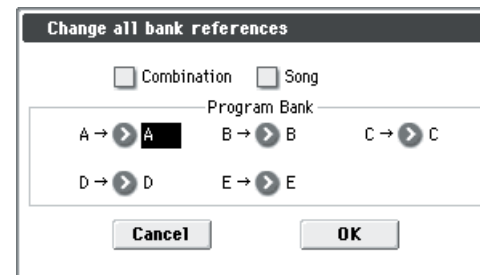 Change all bank references
Combination Song
Program Bank
A → A B → B C → C
D → D E → E
Cancel OK